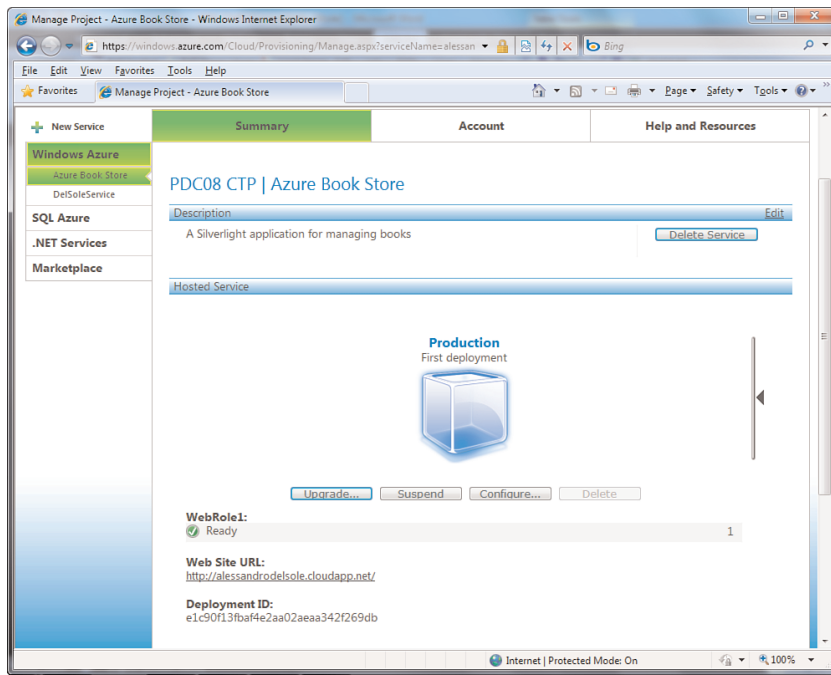 Manage Project - Azure Book Store - Windows Internet Explorer
https://windows.azure.com/Cloud/Provisioning/Manage.aspx?serviceName=alessan
Bing
File Edit View Favorites Tools Help
Favorites
Manage Project - Azure Book Store
Page Safety Tools
New Service
Summary
Account
Help and Resources
Windows Azure
Azure Book Store
DelSoleService
SQL Azure
.NET Services
Marketplace
PDC08 CTP | Azure Book Store
Description
Edit
A Silverlight application for managing books
Delete Service
Hosted Service
Production
First deployment
Upgrade...
Suspend
Configure...
Delete
WebRole1:
Ready 1
Web Site URL:
http://alessandrodelsole.cloudapp.net/
Deployment ID:
e1c90f13fbaf4e2aa02aeaa342f269db
Internet | Protected Mode: On
100%